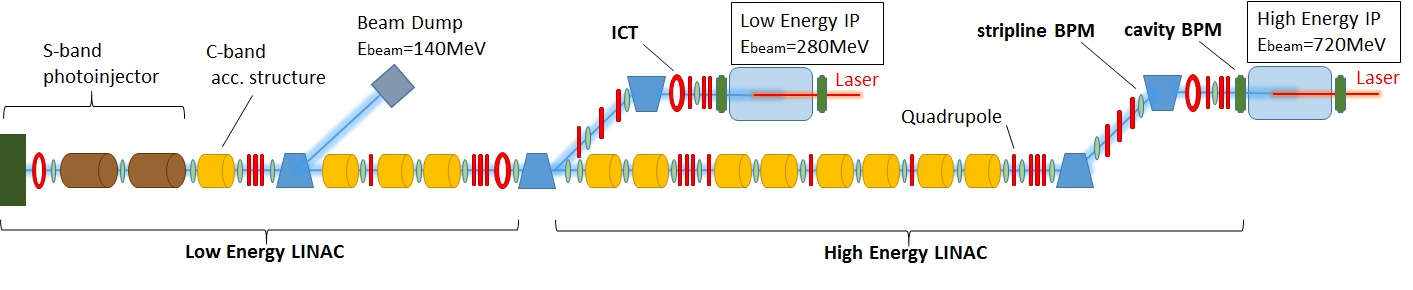 S-band
photoinjector
C-band
acc. structure
Beam Dump
Ebeam=140MeV
ICT
Low Energy IP
Ebeam=280MeV
Laser
Quadrupole
stripline BPM
cavity BPM
High Energy IP
Ebeam=720MeV
Laser
Low Energy LINAC
High Energy LINAC